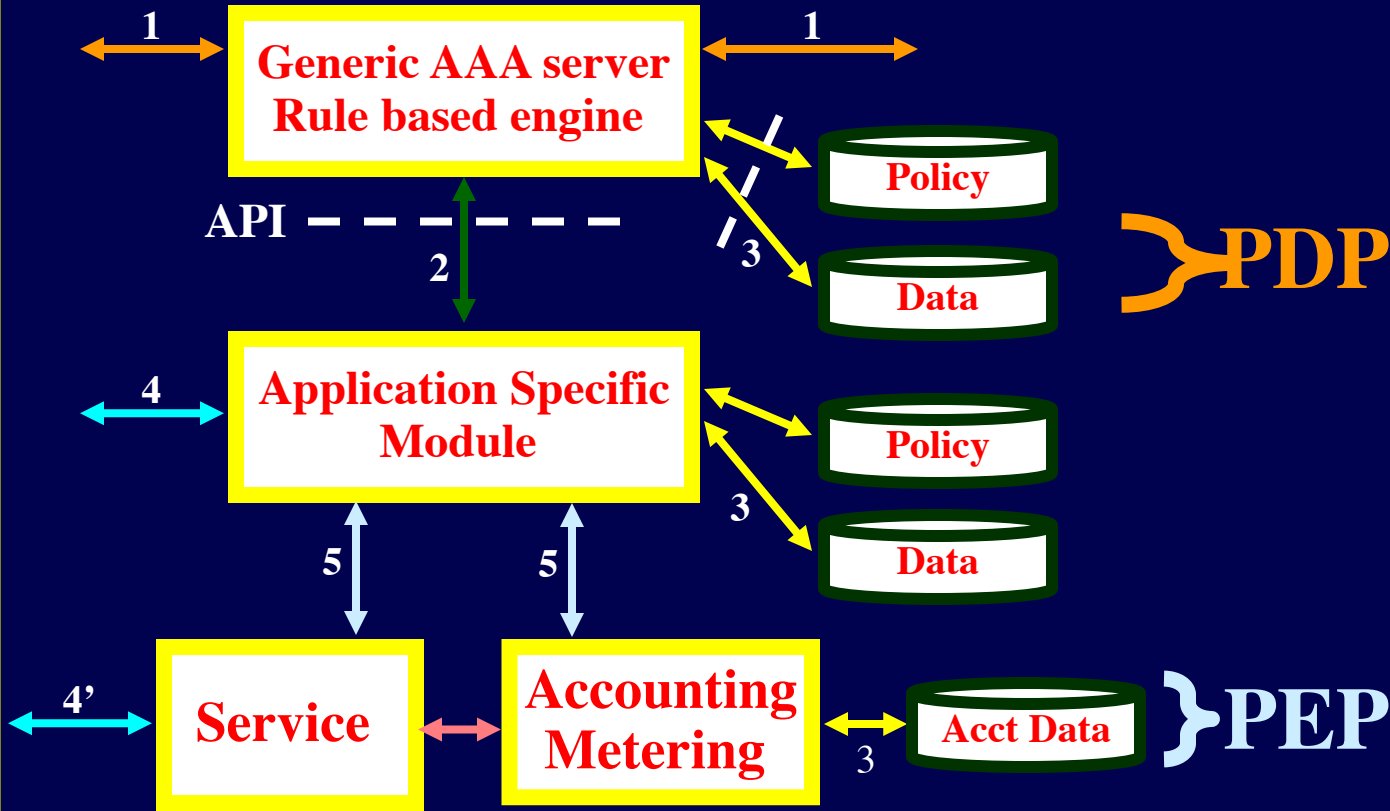 1
1
Generic AAA server
Rule based engine
Policy
API
2
3
Data
PDP
4
Application Specific
Module
Policy
3
Data
5
5
4’
Service
Accounting
Metering
3
Acct Data
PEP